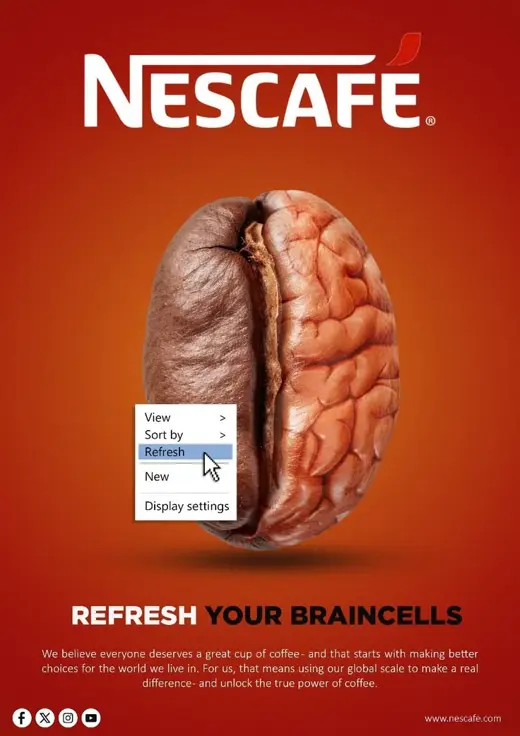 NESCAFÉ®
View >
Sort by >
Refresh
New
Display settings
REFRESH YOUR BRAINCELLS
We believe everyone deserves a great cup of coffee- and that starts with making better
choices for the world we live in. For us, that means using our global scale to make a real
difference- and unlock the true power of coffee.
www.nescafe.com